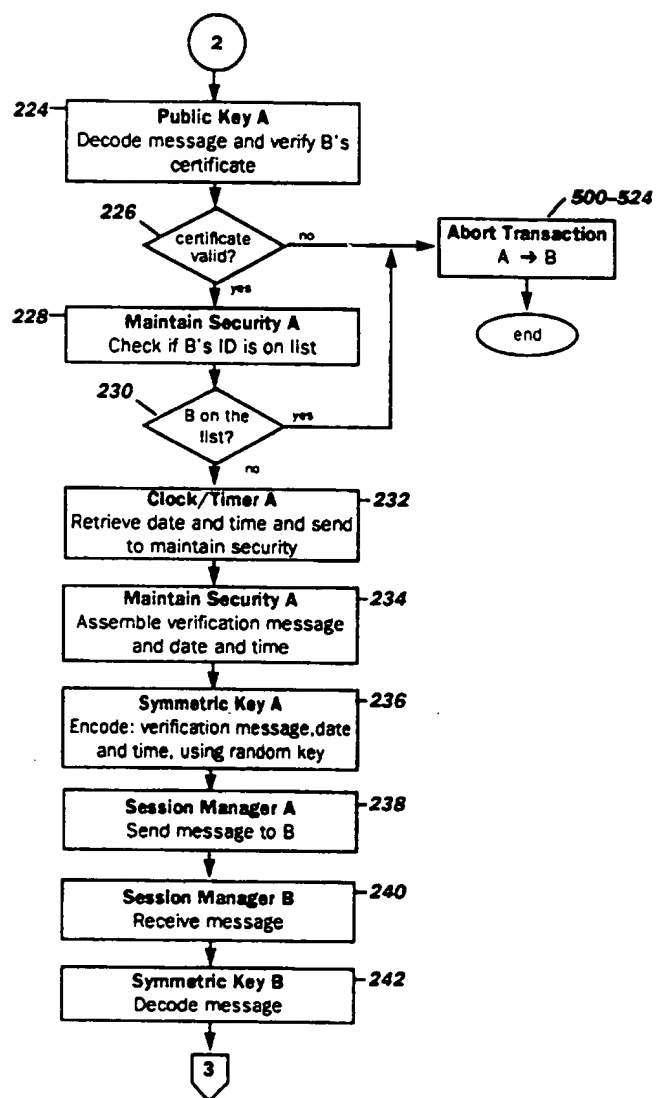 2
224
Public Key A
Decode message and verify B's
certificate
226
certificate
valid?
no
yes
500–524
Abort Transaction
A → B
end
228
Maintain Security A
Check if B's ID is on list
230
B on the
list?
yes
no
Clock/Timer A
232
Retrieve date and time and send
to maintain security
Maintain Security A
234
Assemble verification message
and date and time
Symmetric Key A
236
Encode: verification message,date
and time, using random key
Session Manager A
238
Send message to B
Session Manager B
240
Receive message
Symmetric Key B
242
Decode message
3